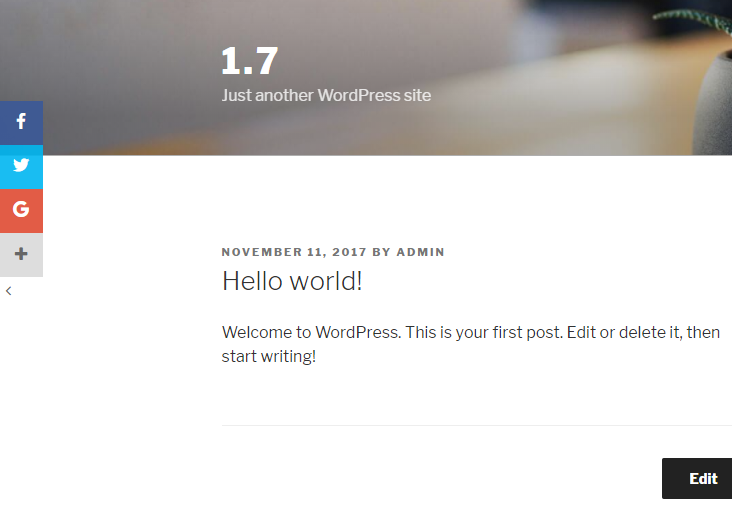 1.7
Just another WordPress site
NOVEMBER 11, 2017 BY ADMIN
Hello world!
Welcome to WordPress. This is your first post. Edit or delete it, then
start writing!
Edit